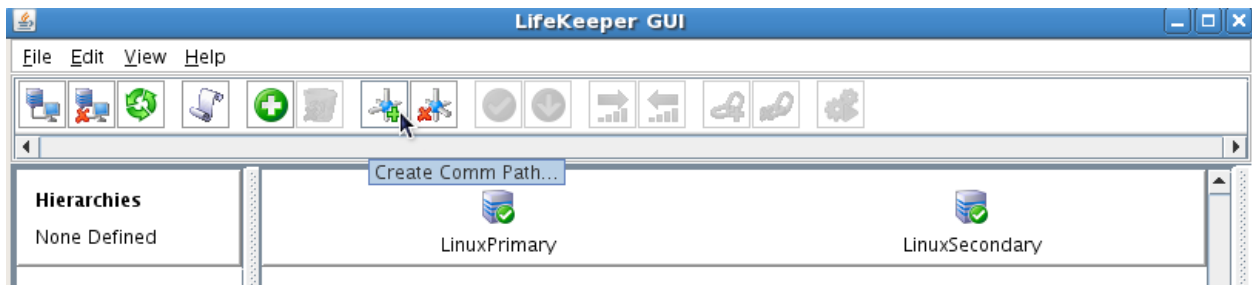 LifeKeeper GUI
File Edit View Help
Create Comm Path...
Hierarchies
None Defined
LinuxPrimary
LinuxSecondary